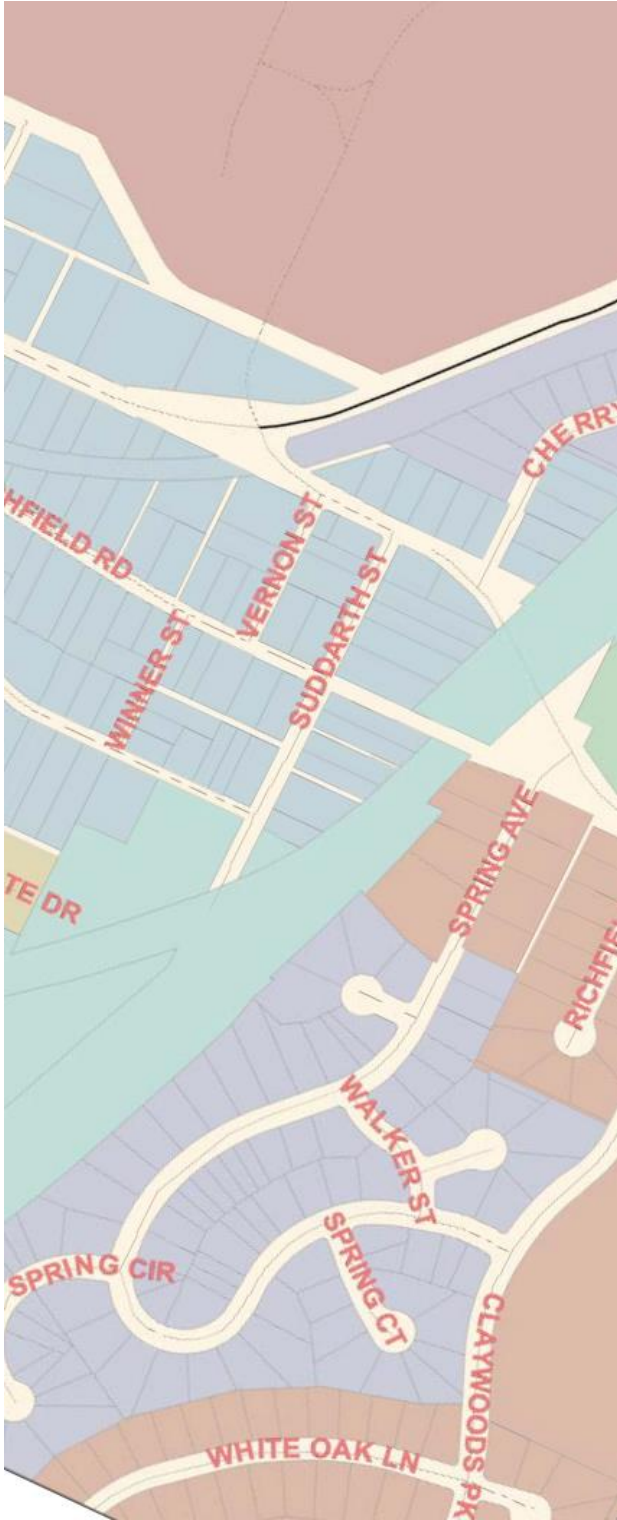 CHERRY
HFIELD RD
VERNON ST
SUDDARTH ST
WINNER ST
SPRING AVE
TE DR
RICHFIE
WALKER ST
SPRING CT
SPRING CIR
CLAYWOODS PK
WHITE OAK LN